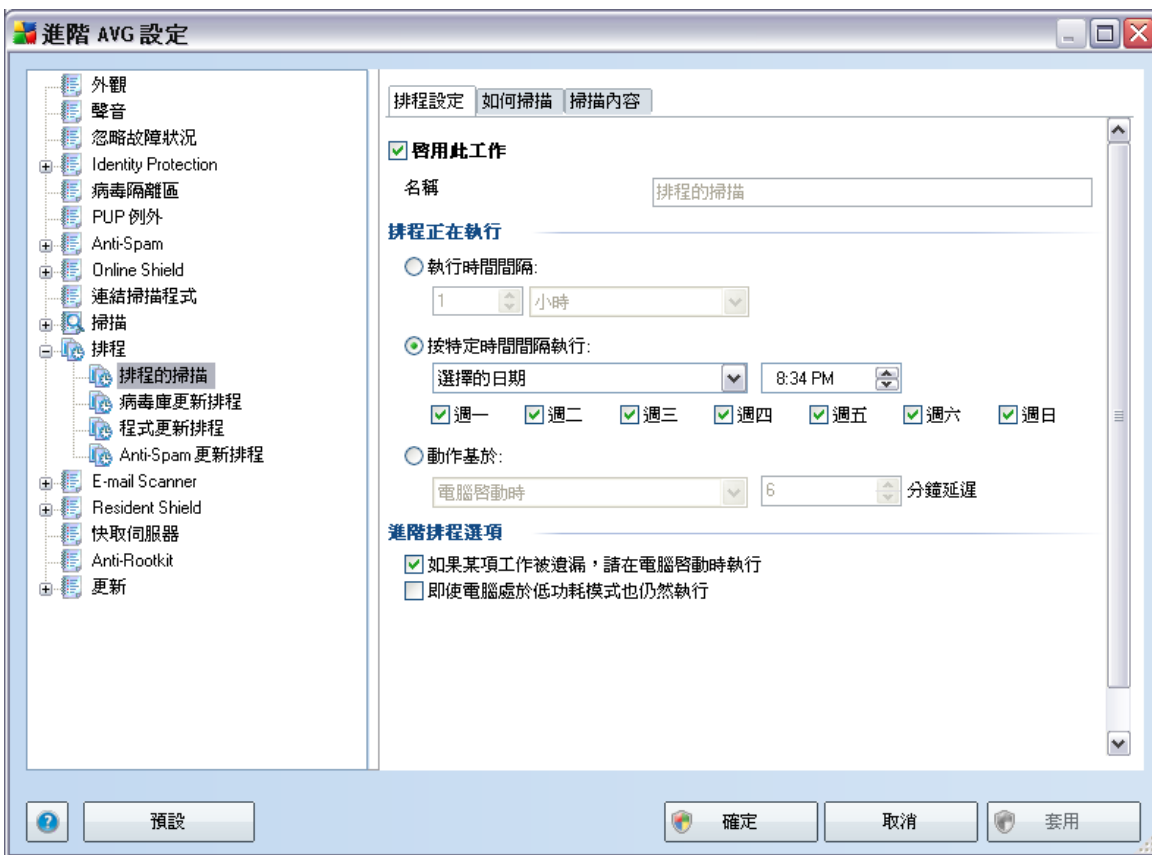 進階 AVG 設定
外觀
聲音
忽略故障狀況
Identity Protection
病毒隔離區
PUP 例外
Anti-Spam
Online Shield
連結掃描程式
掃描
排程
排程的掃描
病毒庫更新排程
程式更新排程
Anti-Spam 更新排程
E-mail Scanner
Resident Shield
快取伺服器
Anti-Rootkit
更新
排程設定 如何掃描 掃描內容
啓用此工作
名稱 排程的掃描
排程正在執行
執行時間間隔:
1 小時
按特定時間間隔執行:
選擇的日期 8:34 PM
週一 週二 週三 週四 週五 週六 週日
動作基於:
電腦啓動時 6 分鐘延遲
進階排程選項
如果某項工作被遺漏，請在電腦啓動時執行
即使電腦處於低功耗模式也仍然執行
預設 確定 取消 套用